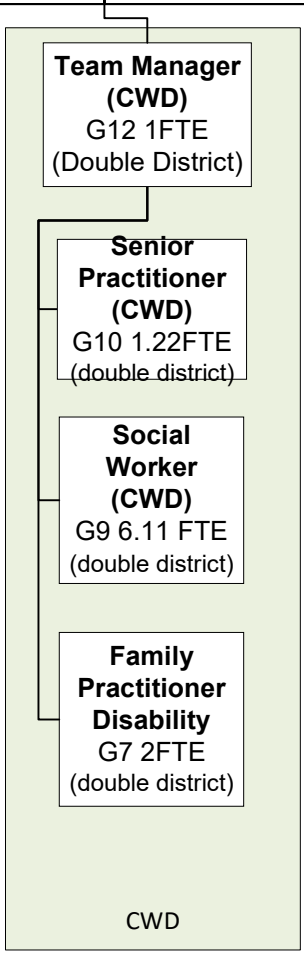 Team Manager
(CWD)
G12 1FTE
(Double District)
Senior
Practitioner
(CWD)
G10 1.22FTE
(double district)
Social
Worker
(CWD)
G9 6.11 FTE
(double district)
Family
Practitioner
Disability
G7 2FTE
(double district)
CWD